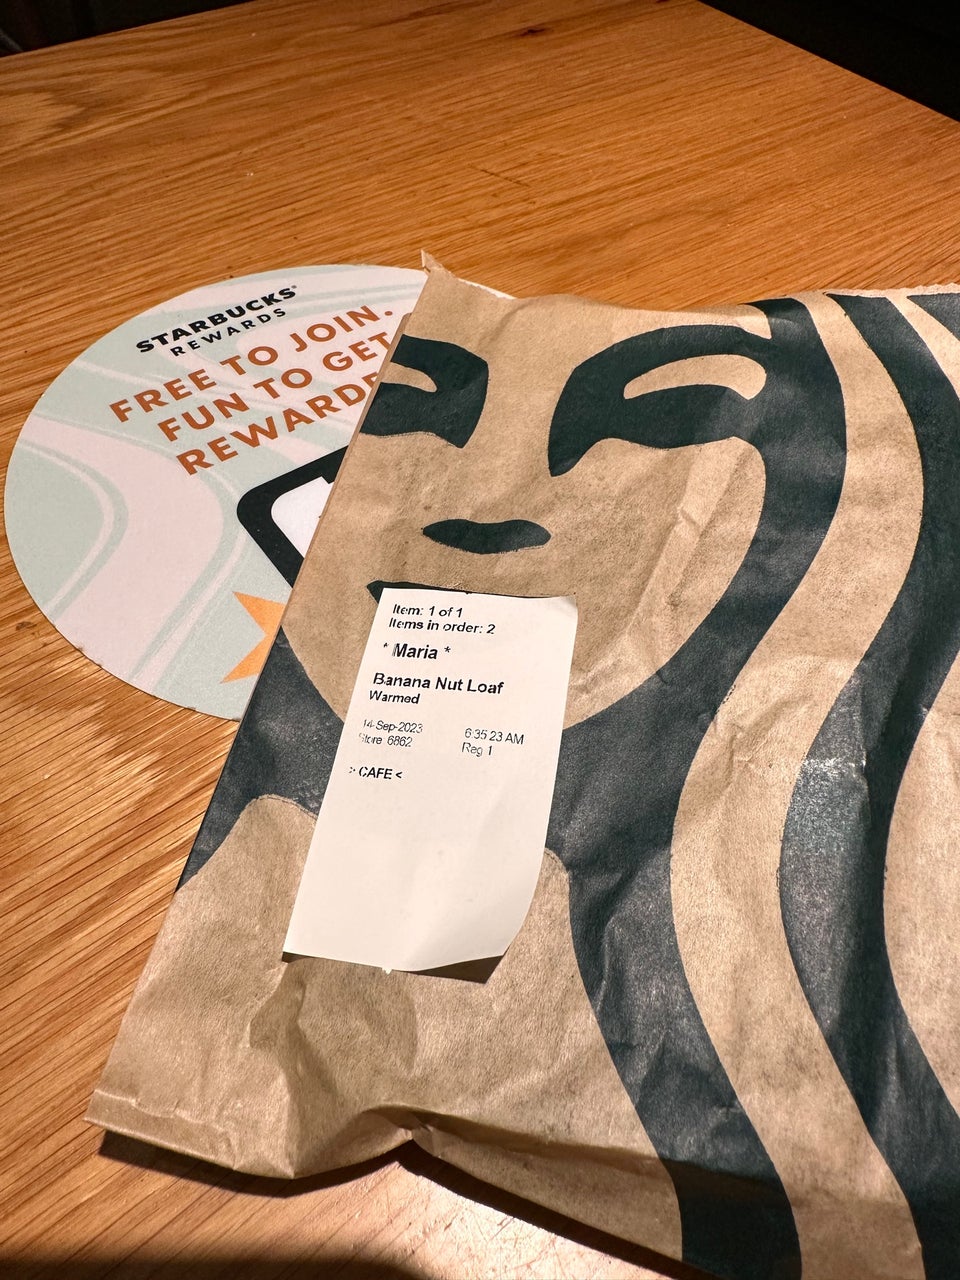 STARBUCKS®
REWARDS
FREE TO JOIN.
FUN TO GET
REWARDED
Item: 1 of 1
Items in order: 2
* Maria *
Banana Nut Loaf
Warmed
14-Sep-2023 6:35:23 AM
Store 6862 Reg 1
> CAFE <